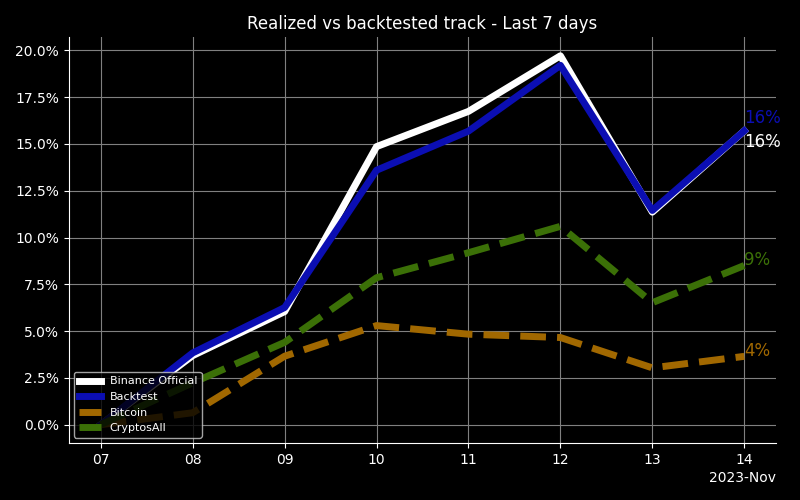 Realized vs backtested track - Last 7 days
20.0%
17.5%
15.0%
12.5%
10.0%
7.5%
5.0%
2.5%
0.0%
16%
16%
9%
4%
Binance Official
Backtest
Bitcoin
CryptosAll
07 08 09 10 11 12 13 14
2023-Nov